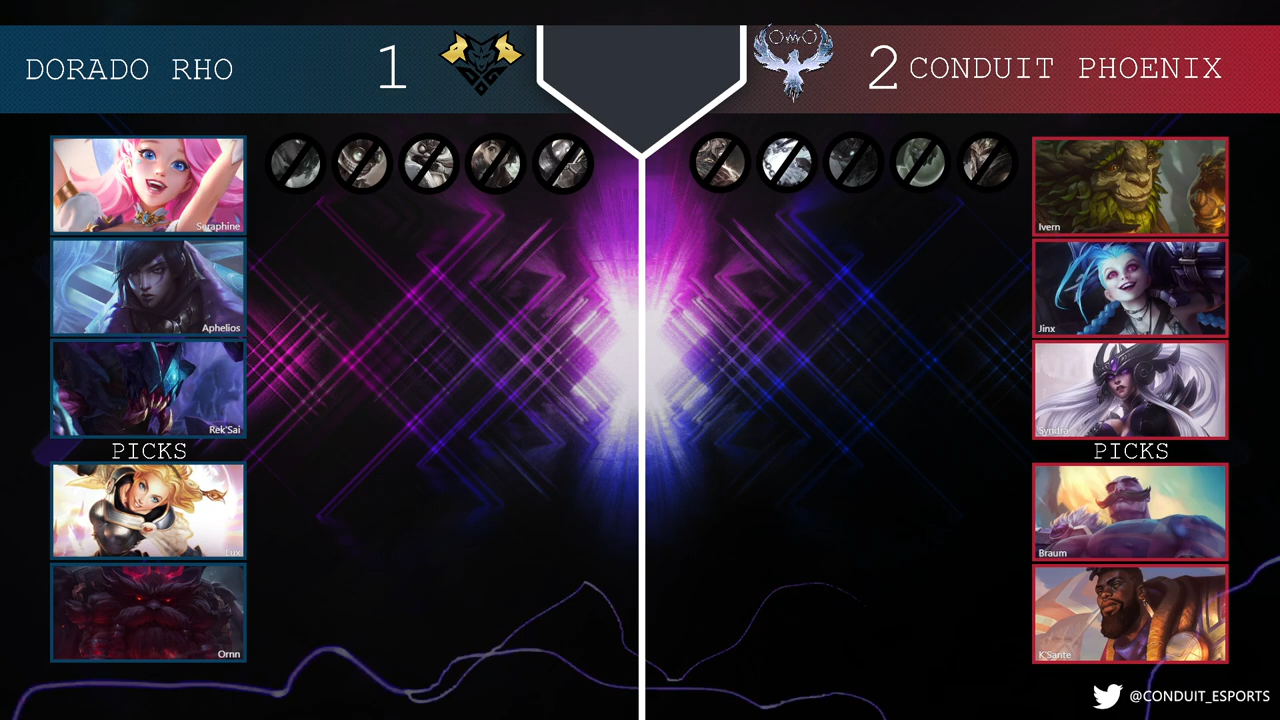 DORADO RHO
1
2
CONDUIT PHOENIX
Seraphine
Aphelios
Rek'Sai
PICKS
Lux
Ornn
Ivern
Jinx
Syndra
PICKS
Braum
K'Sante
@CONDUIT_ESPORTS